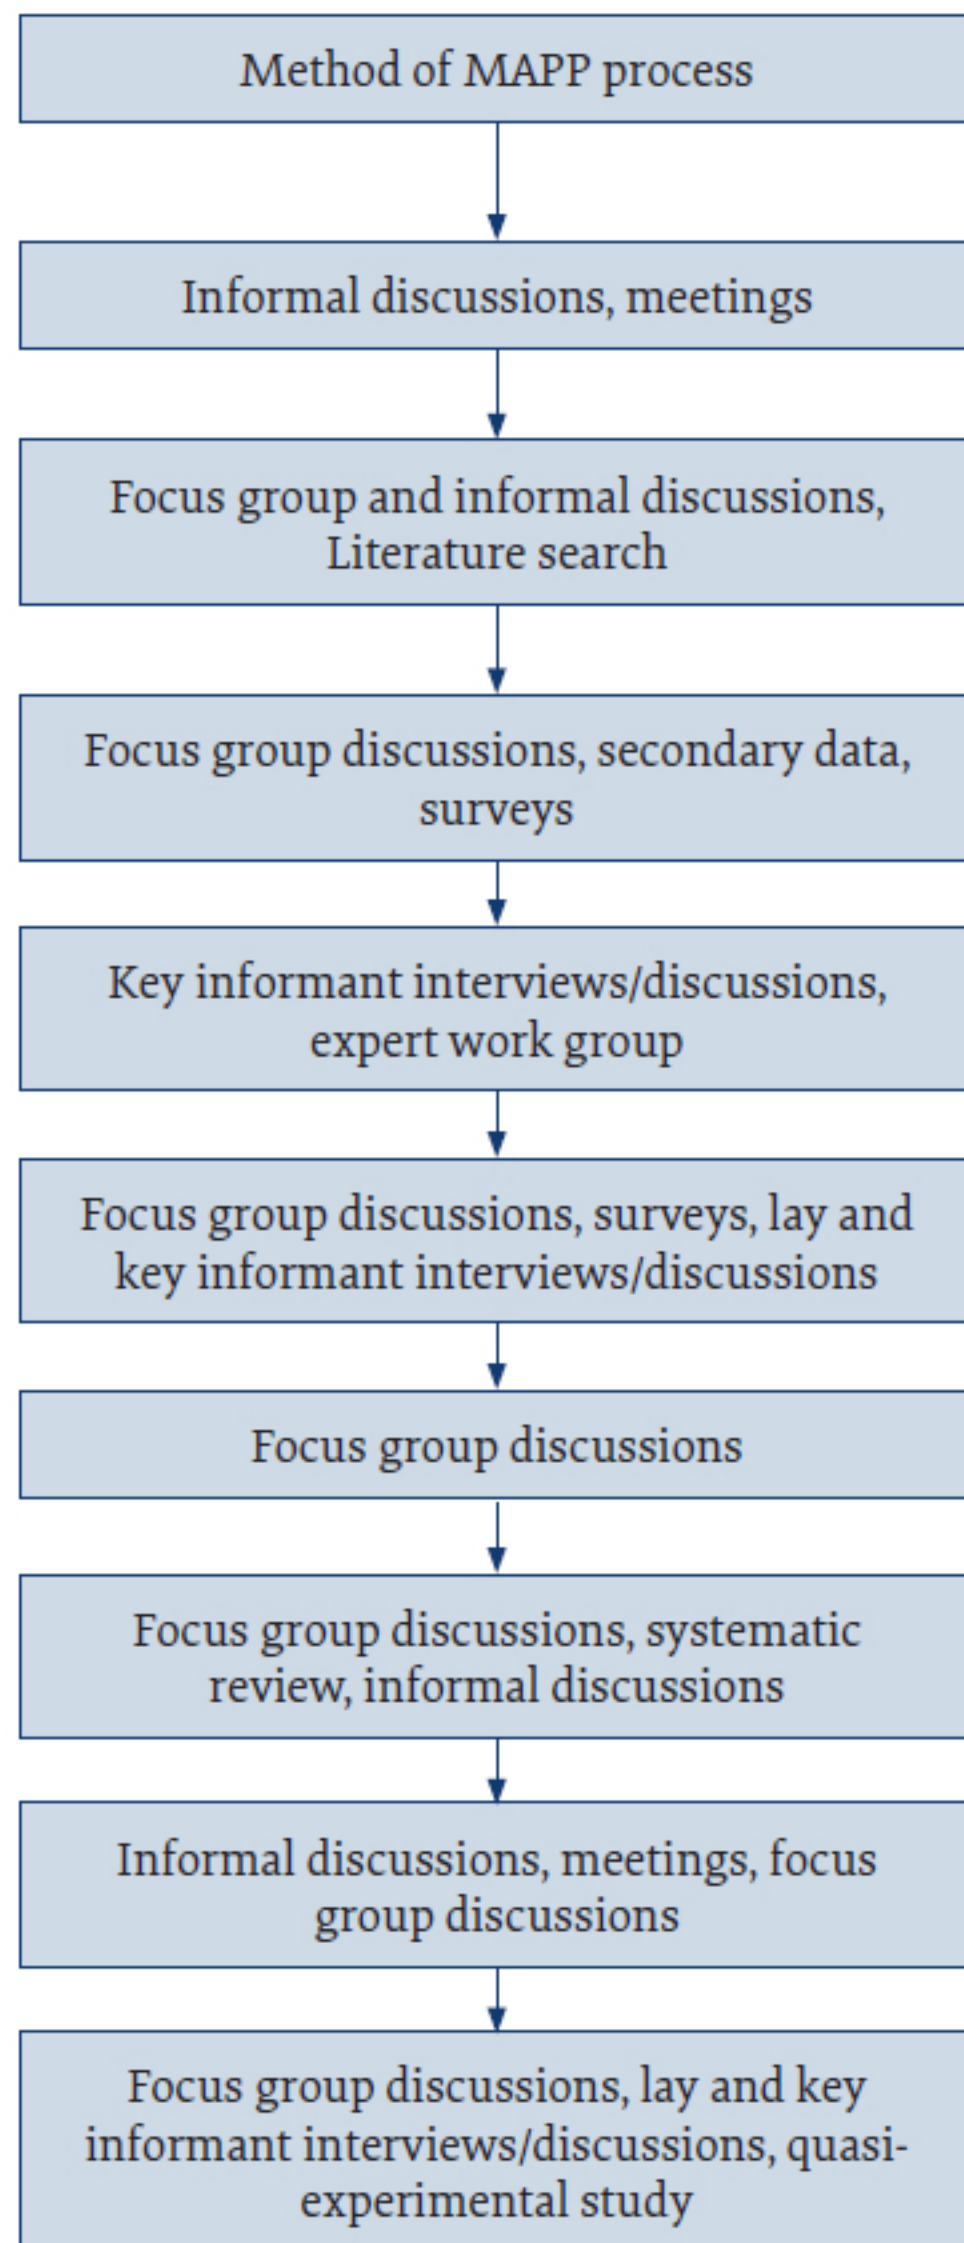 Method of MAPP process
Informal discussions, meetings
Focus group and informal discussions,
Literature search
Focus group discussions, secondary data,
surveys
Key informant interviews/discussions,
expert work group
Focus group discussions, surveys, lay and
key informant interviews/discussions
Focus group discussions
Focus group discussions, systematic
review, informal discussions
Informal discussions, meetings, focus
group discussions
Focus group discussions, lay and key
informant interviews/discussions, quasi-
experimental study